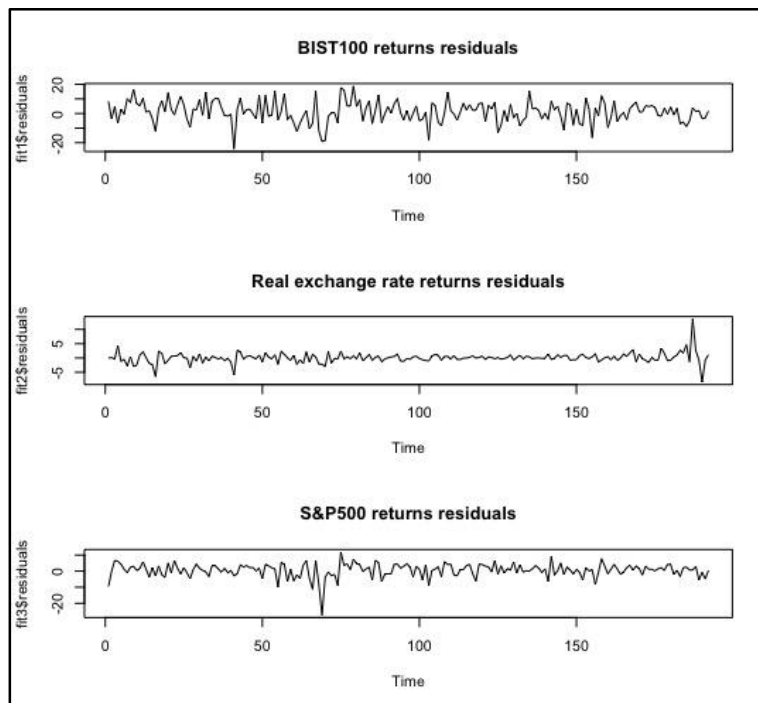 BIST100 returns residuals
fit1$residuals
20
0
-20
0 50 100 150
Time
Real exchange rate returns residuals
fit2$residuals
5
-5
0 50 100 150
Time
S&P500 returns residuals
fit3$residuals
0
-20
0 50 100 150
Time